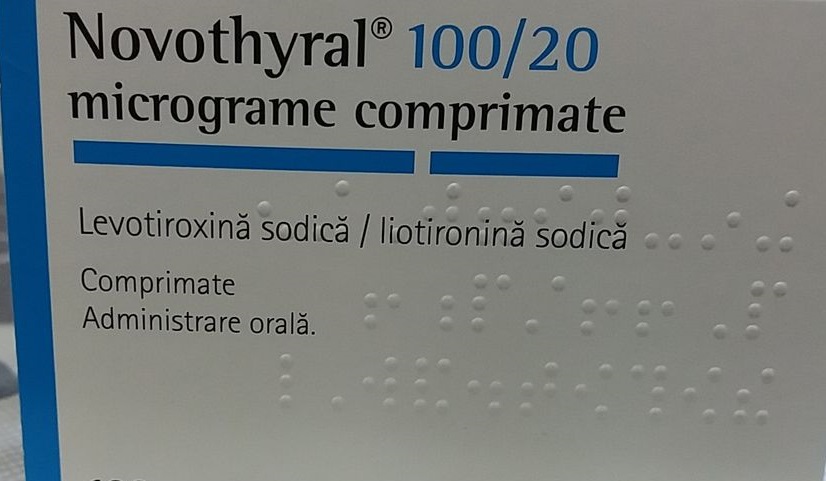 Novothyral® 100/20
micrograme comprimate
Levotiroxină sodică / liotironină sodică
Comprimate
Administrare orală.